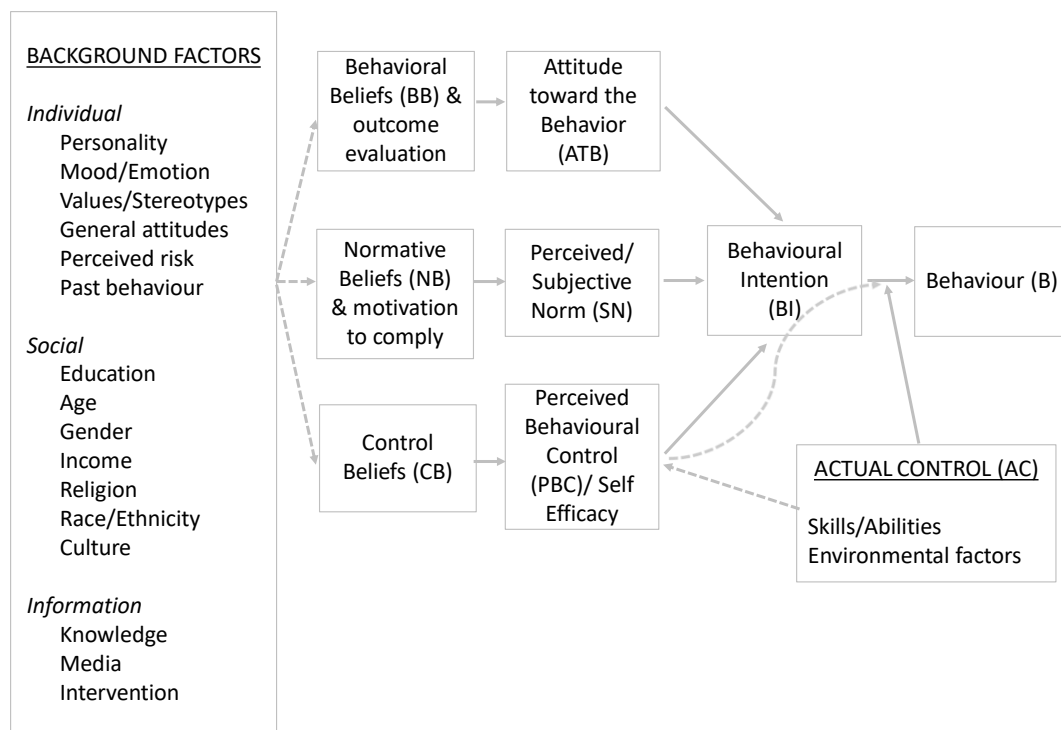 BACKGROUND FACTORS
Individual
Personality
Mood/Emotion
Values/Stereotypes
General attitudes
Perceived risk
Past behaviour
Social
Education
Age
Gender
Income
Religion
Race/Ethnicity
Culture
Information
Knowledge
Media
Intervention
Behavioral
Beliefs (BB) &
outcome
evaluation
Attitude
toward the
Behavior
(ATB)
Normative
Beliefs (NB)
& motivation
to comply
Perceived/
Subjective
Norm (SN)
Behavioural
Intention
(BI)
Behaviour (B)
Control
Beliefs (CB)
Perceived
Behavioural
Control
(PBC)/ Self
Efficacy
ACTUAL CONTROL (AC)
Skills/Abilities
Environmental factors